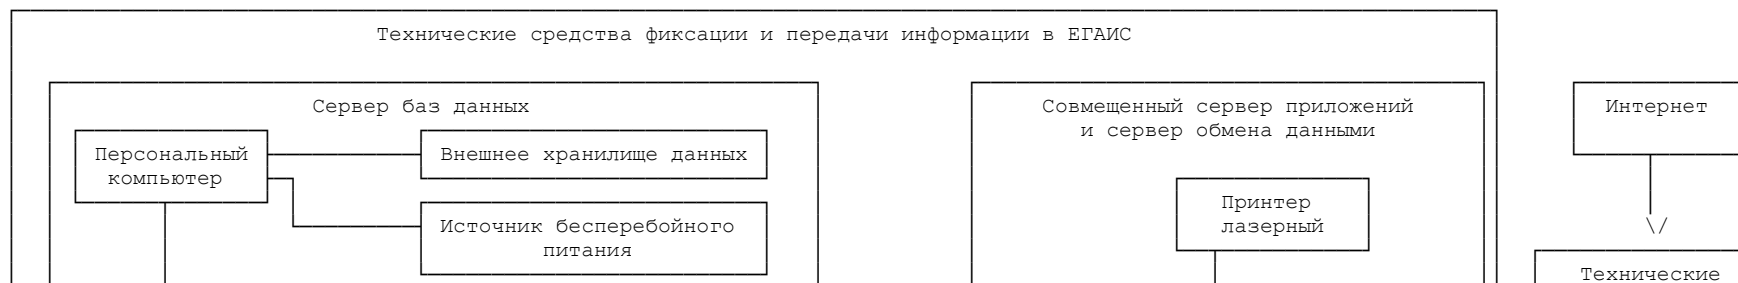 Технические средства фиксации и передачи информации в ЕГАИС
Сервер баз данных
Персональный
компьютер
Внешнее хранилище данных
Источник бесперебойного
питания
Совмещенный сервер приложений
и сервер обмена данными
Принтер
лазерный
Интернет
\/
Технические